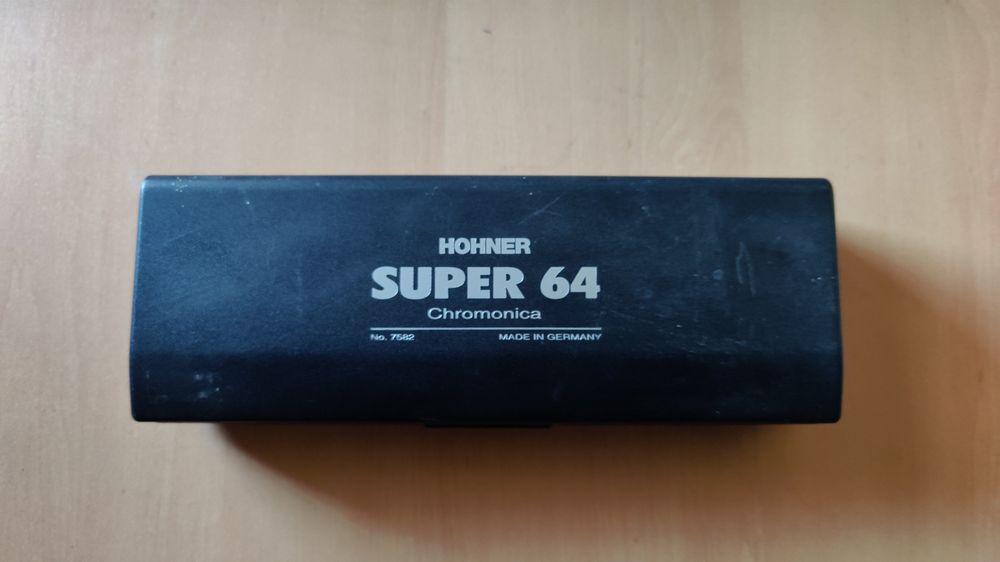 HOHNER
SUPER 64
Chromonica
No. 7582 MADE IN GERMANY